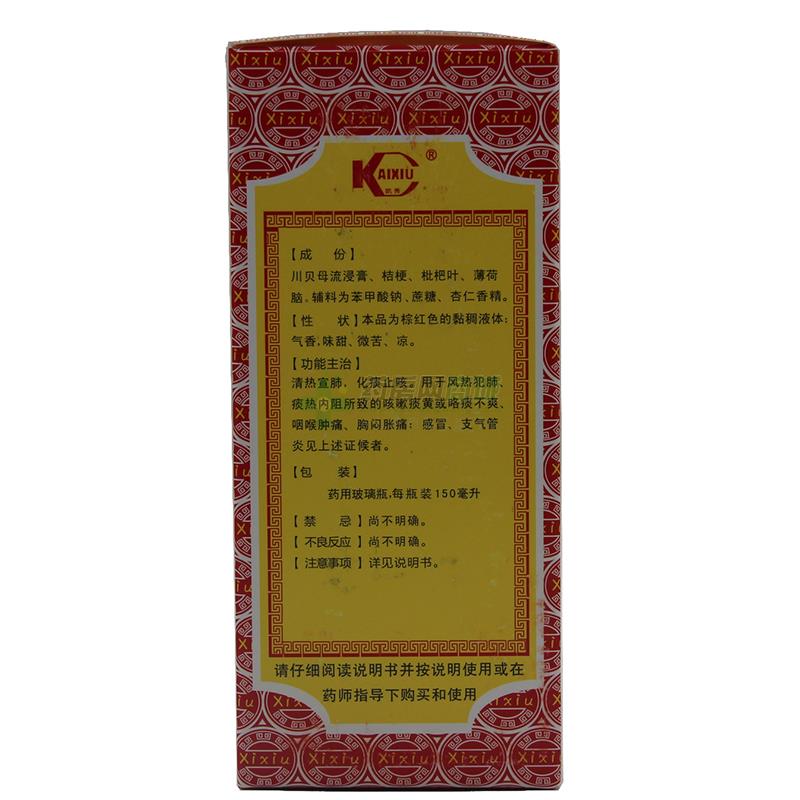 Xixiu Xixiu Xixiu Xixiu
KAIXIU®
凯秀
【成 份】
川贝母流浸膏、桔梗、枇杷叶、薄荷
脑。辅料为苯甲酸钠、蔗糖、杏仁香精。
【性 状】本品为棕红色的黏稠液体；
气香，味甜、微苦、凉。
【功能主治】
清热宣肺，化痰止咳。用于风热犯肺、
痰热内阻所致的咳嗽痰黄或咯痰不爽、
咽喉肿痛、胸闷胀痛；感冒、支气管
炎见上述证候者。
【包 装】
药用玻璃瓶，每瓶装150毫升
【禁 忌】尚不明确。
【不良反应】尚不明确。
【注意事项】详见说明书。
请仔细阅读说明书并按说明使用或在
药师指导下购买和使用
Xixiu Xixiu Xixiu Xixiu